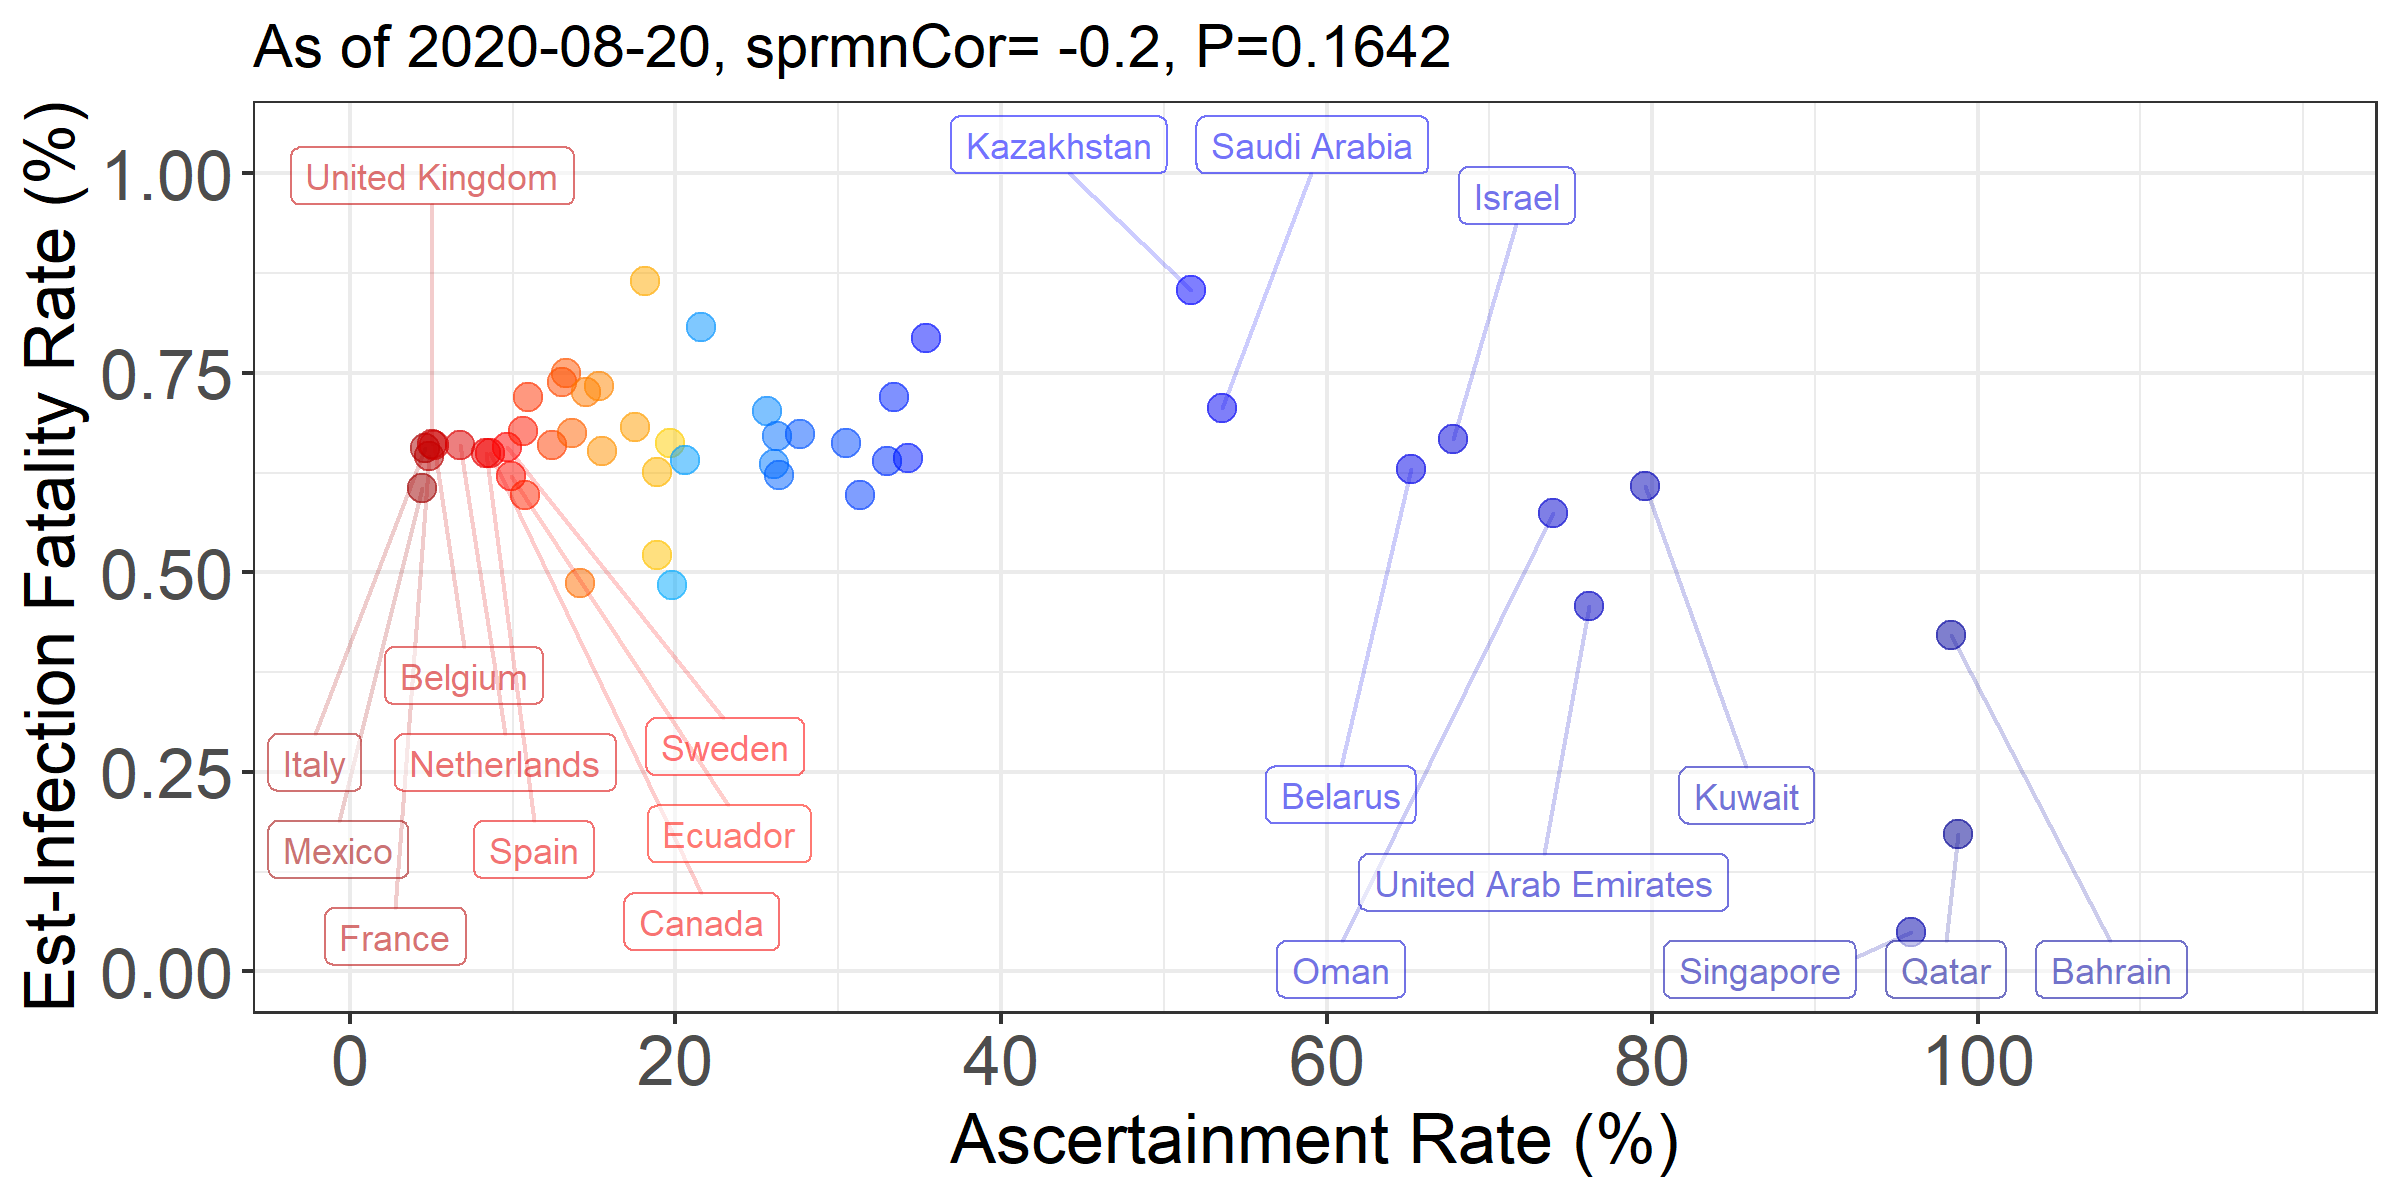 As of 2020-08-20, sprmnCor= -0.2, P=0.1642
Est-Infection Fatality Rate (%)
1.00
0.75
0.50
0.25
0.00
United Kingdom
Kazakhstan
Saudi Arabia
Israel
Belgium
Italy
Netherlands
Sweden
Mexico
Spain
Ecuador
France
Canada
Belarus
Kuwait
United Arab Emirates
Oman
Singapore
Qatar
Bahrain
0
20
40
60
80
100
Ascertainment Rate (%)